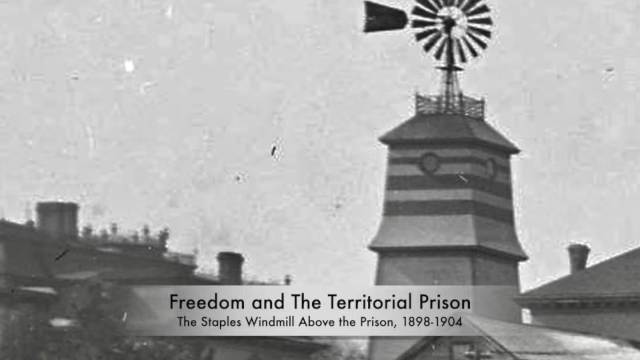 Freedom and The Territorial Prison
The Staples Windmill Above the Prison, 1898-1904